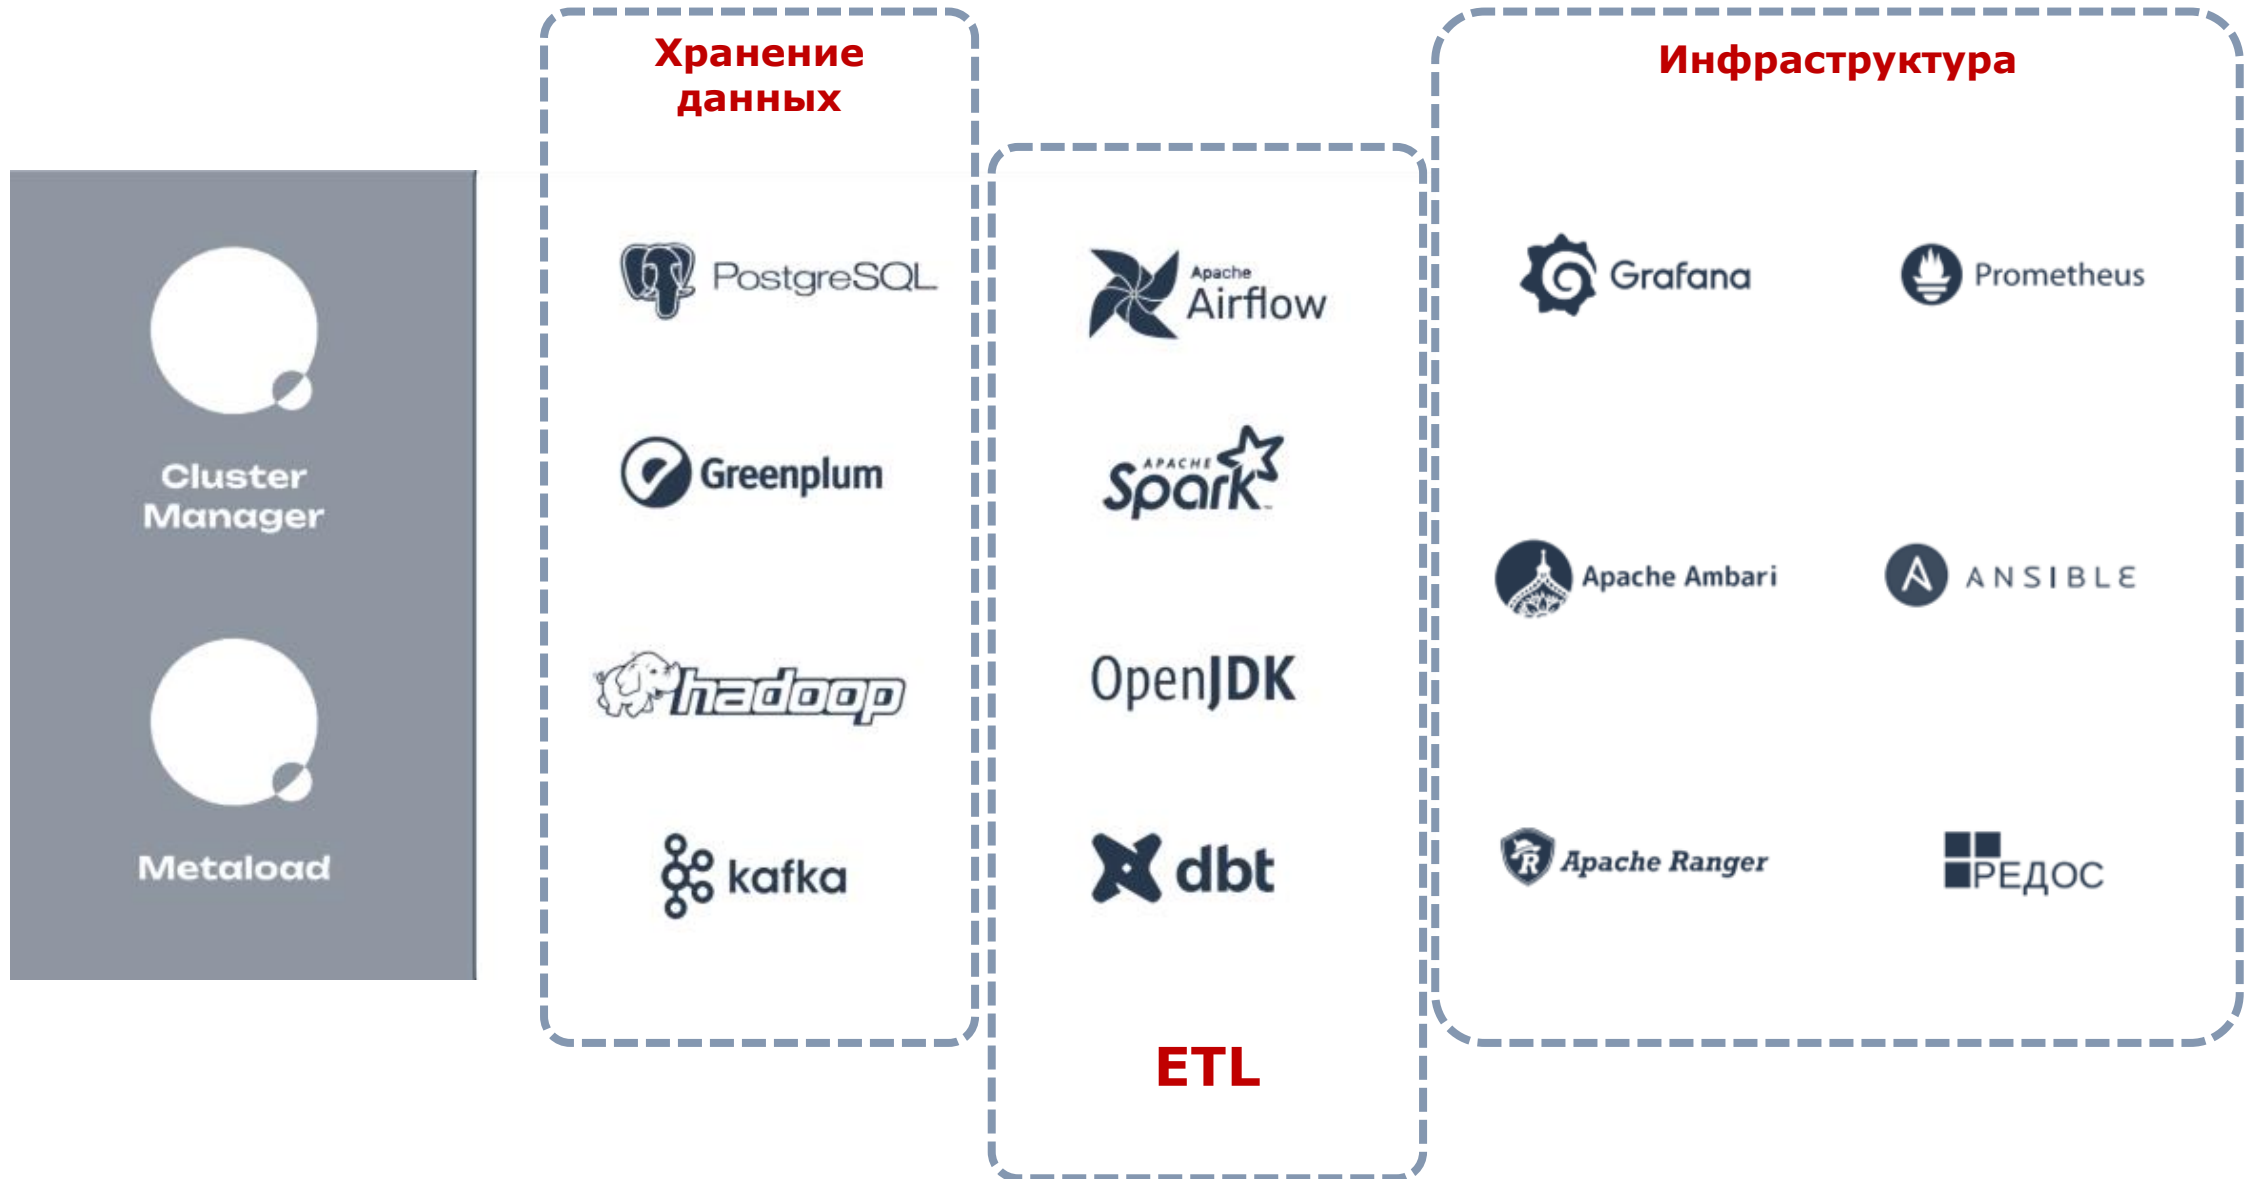 Cluster
Manager
Metaload
Хранение
данных
PostgreSQL
Greenplum
hadoop
kafka
Apache
Airflow
APACHE
Spark™
OpenJDK
dbt
ETL
Инфраструктура
Grafana
Prometheus
Apache Ambari
ANSIBLE
R
Apache Ranger
РЕДОС